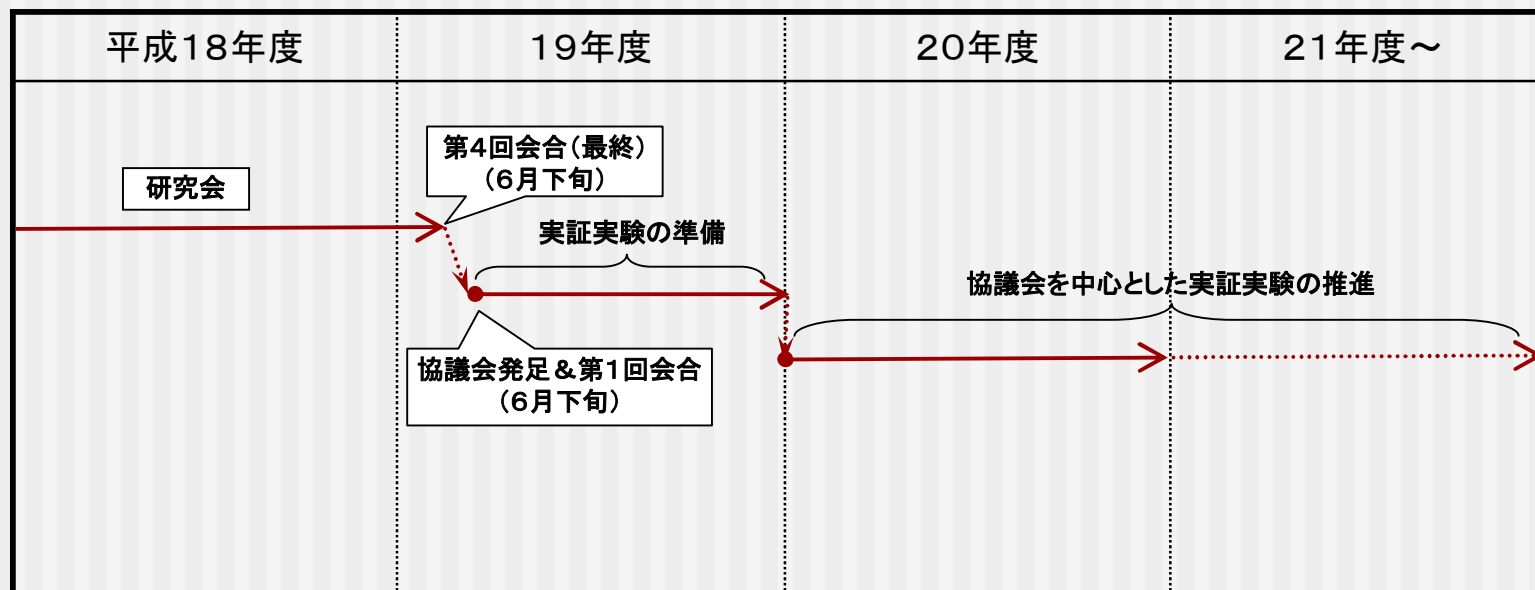 平成18年度
19年度
20年度
21年度～
研究会
第4回会合(最終)
(6月下旬)
実証実験の準備
協議会発足＆第1回会合
(6月下旬)
協議会を中心とした実証実験の推進